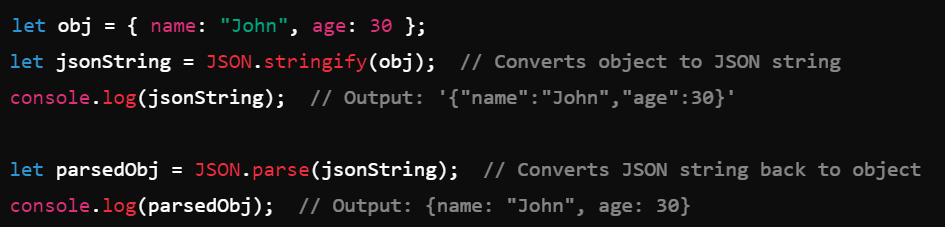 let obj = { name: "John", age: 30 };
let jsonString = JSON.stringify(obj);  // Converts object to JSON string
console.log(jsonString);  // Output: '{"name":"John","age":30}'

let parsedObj = JSON.parse(jsonString);  // Converts JSON string back to object
console.log(parsedObj);  // Output: {name: "John", age: 30}